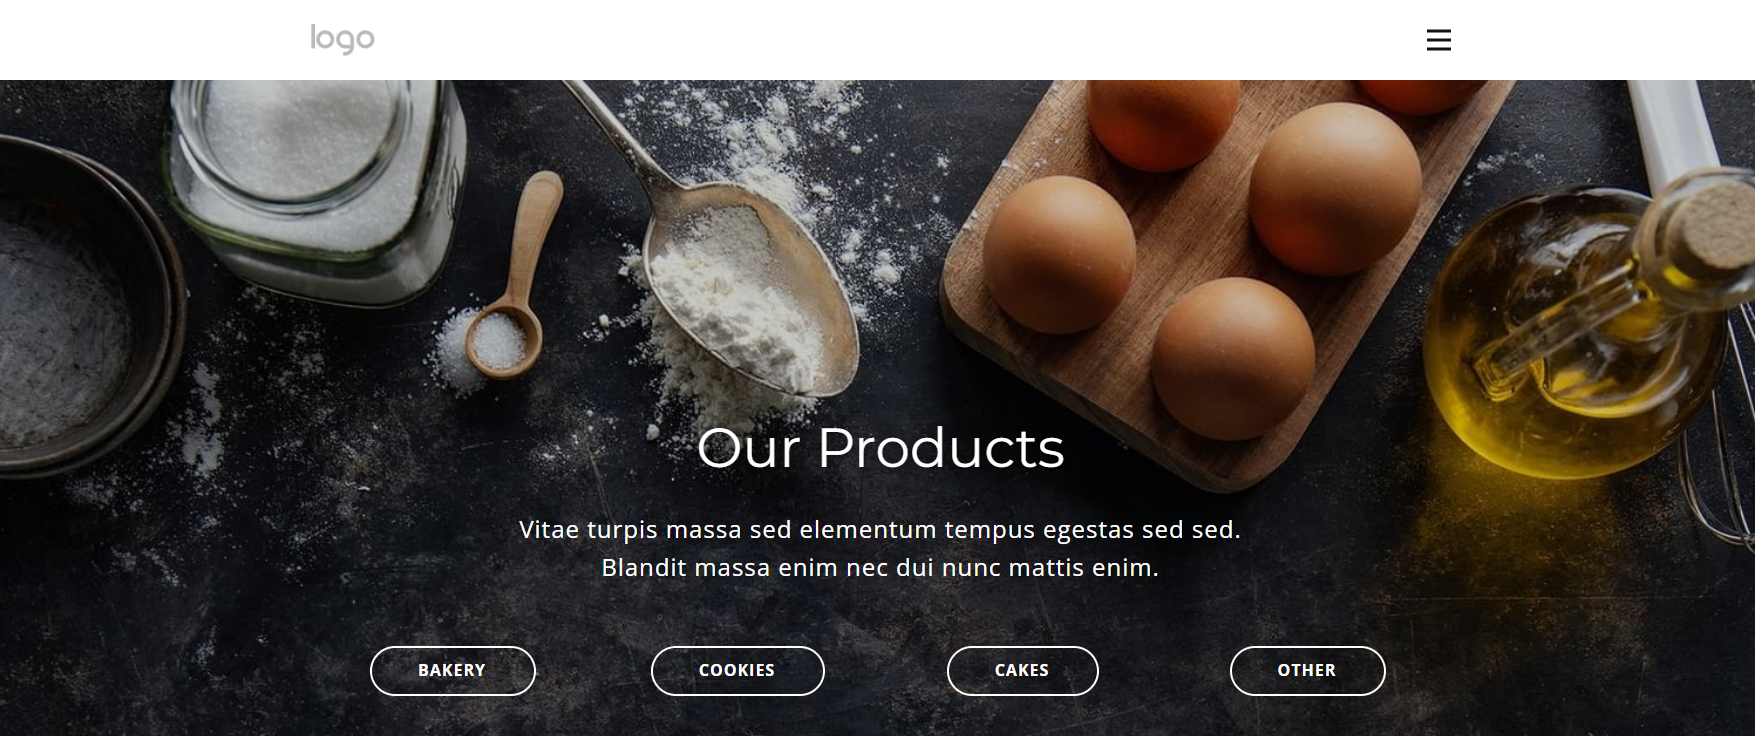 logo
Our Products
Vitae turpis massa sed elementum tempus egestas sed sed.
Blandit massa enim nec dui nunc mattis enim.
BAKERY
COOKIES
CAKES
OTHER